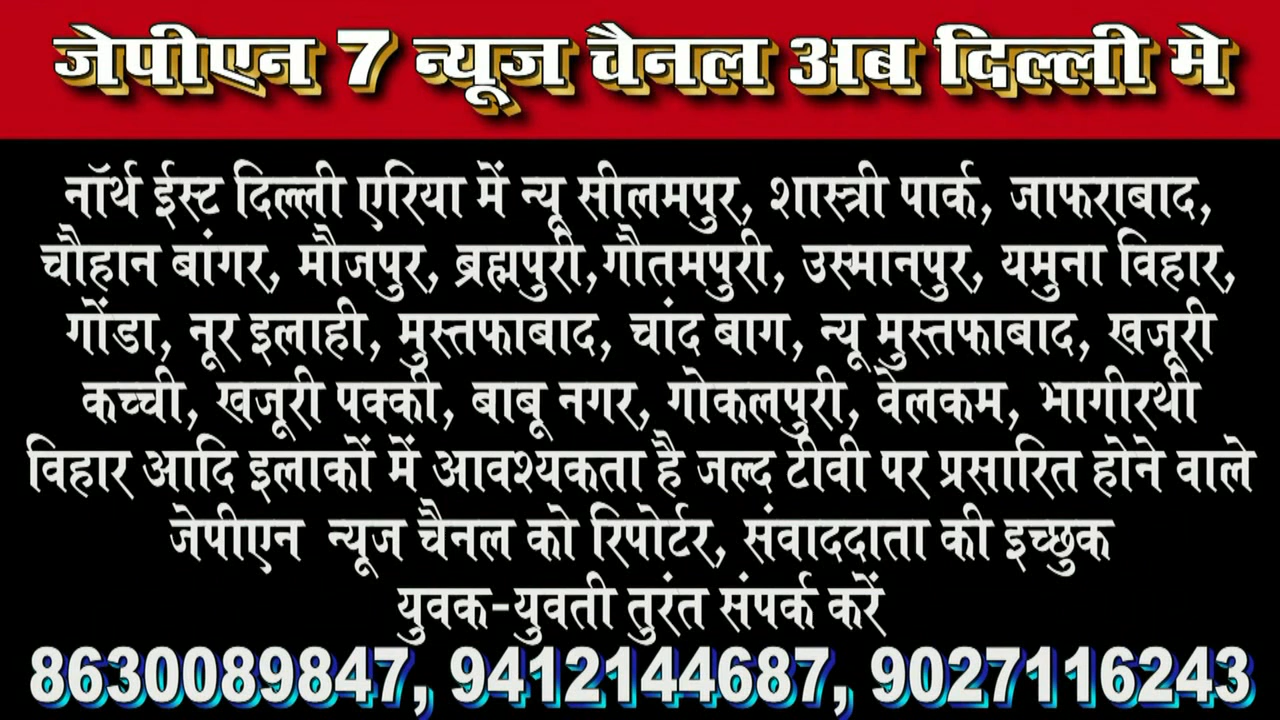 जेपीएन 7 न्यूज चैनल अब दिल्ली मे
नॉर्थ ईस्ट दिल्ली एरिया में न्यू सीलमपुर, शास्त्री पार्क, जाफराबाद,
चौहान बांगर, मौजपुर, ब्रह्मपुरी,गौतमपुरी, उस्मानपुर, यमुना विहार,
गोंडा, नूर इलाही, मुस्तफाबाद, चांद बाग, न्यू मुस्तफाबाद, खजूरी
कच्ची, खजूरी पक्की, बाबू नगर, गोकलपुरी, वेलकम, भागीरथी
विहार आदि इलाकों में आवश्यकता है जल्द टीवी पर प्रसारित होने वाले
जेपीएन न्यूज चैनल को रिपोर्टर, संवाददाता की इच्छुक
युवक-युवती तुरंत संपर्क करें
8630089847, 9412144687, 9027116243